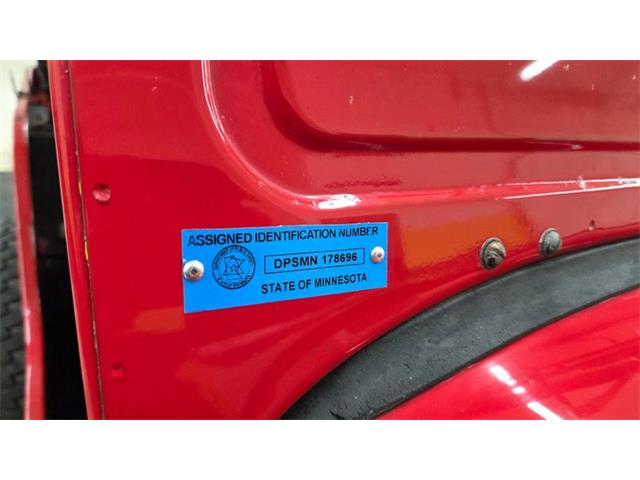 ASSIGNED IDENTIFICATION NUMBER
DPSMN 178696
STATE OF MINNESOTA